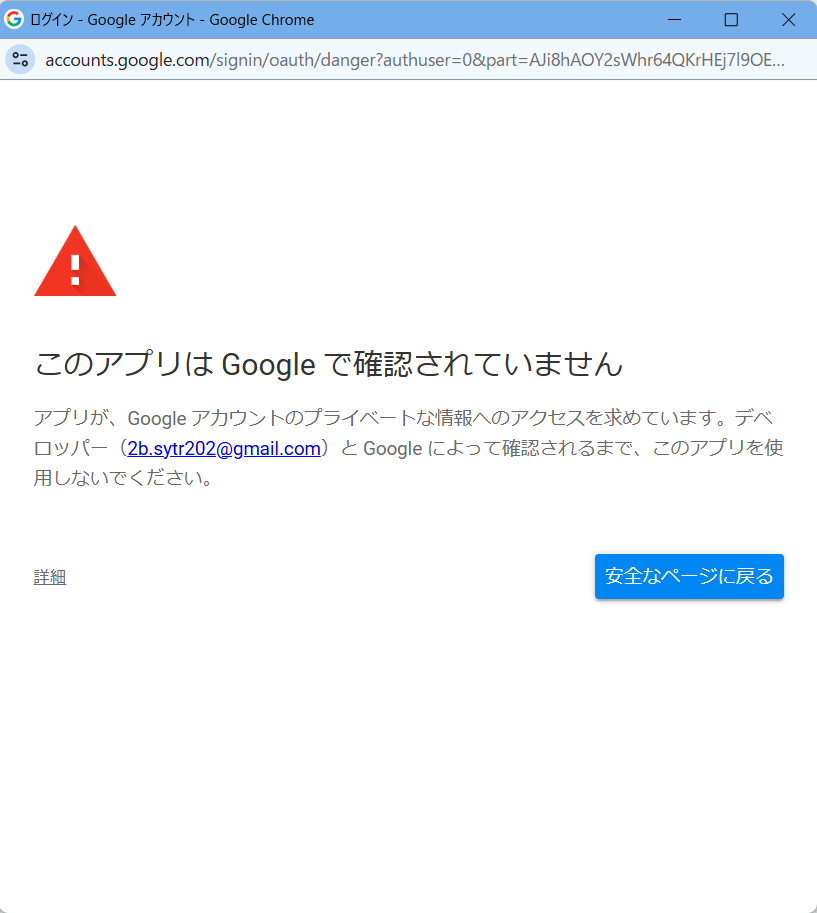 ログイン - Google アカウント - Google Chrome
accounts.google.com/signin/oauth/danger?authuser=0&part=AJi8hAOY2sWhr64QKrHEj7l9OE...
このアプリは Google で確認されていません
アプリが、Google アカウントのプライベートな情報へのアクセスを求めています。デベ
ロッパー（2b.sytr202@gmail.com）と Google によって確認されるまで、このアプリを使
用しないでください。
詳細
安全なページに戻る